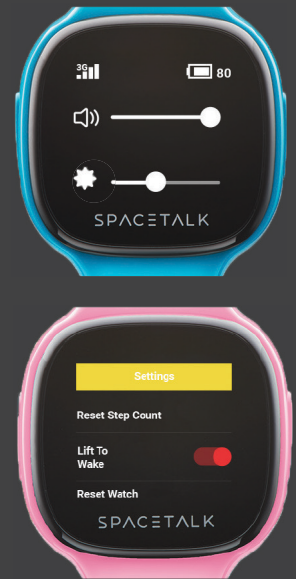 3G
80
SPACETALK
Settings
Reset Step Count
Lift To
Wake
Reset Watch
SPACETALK